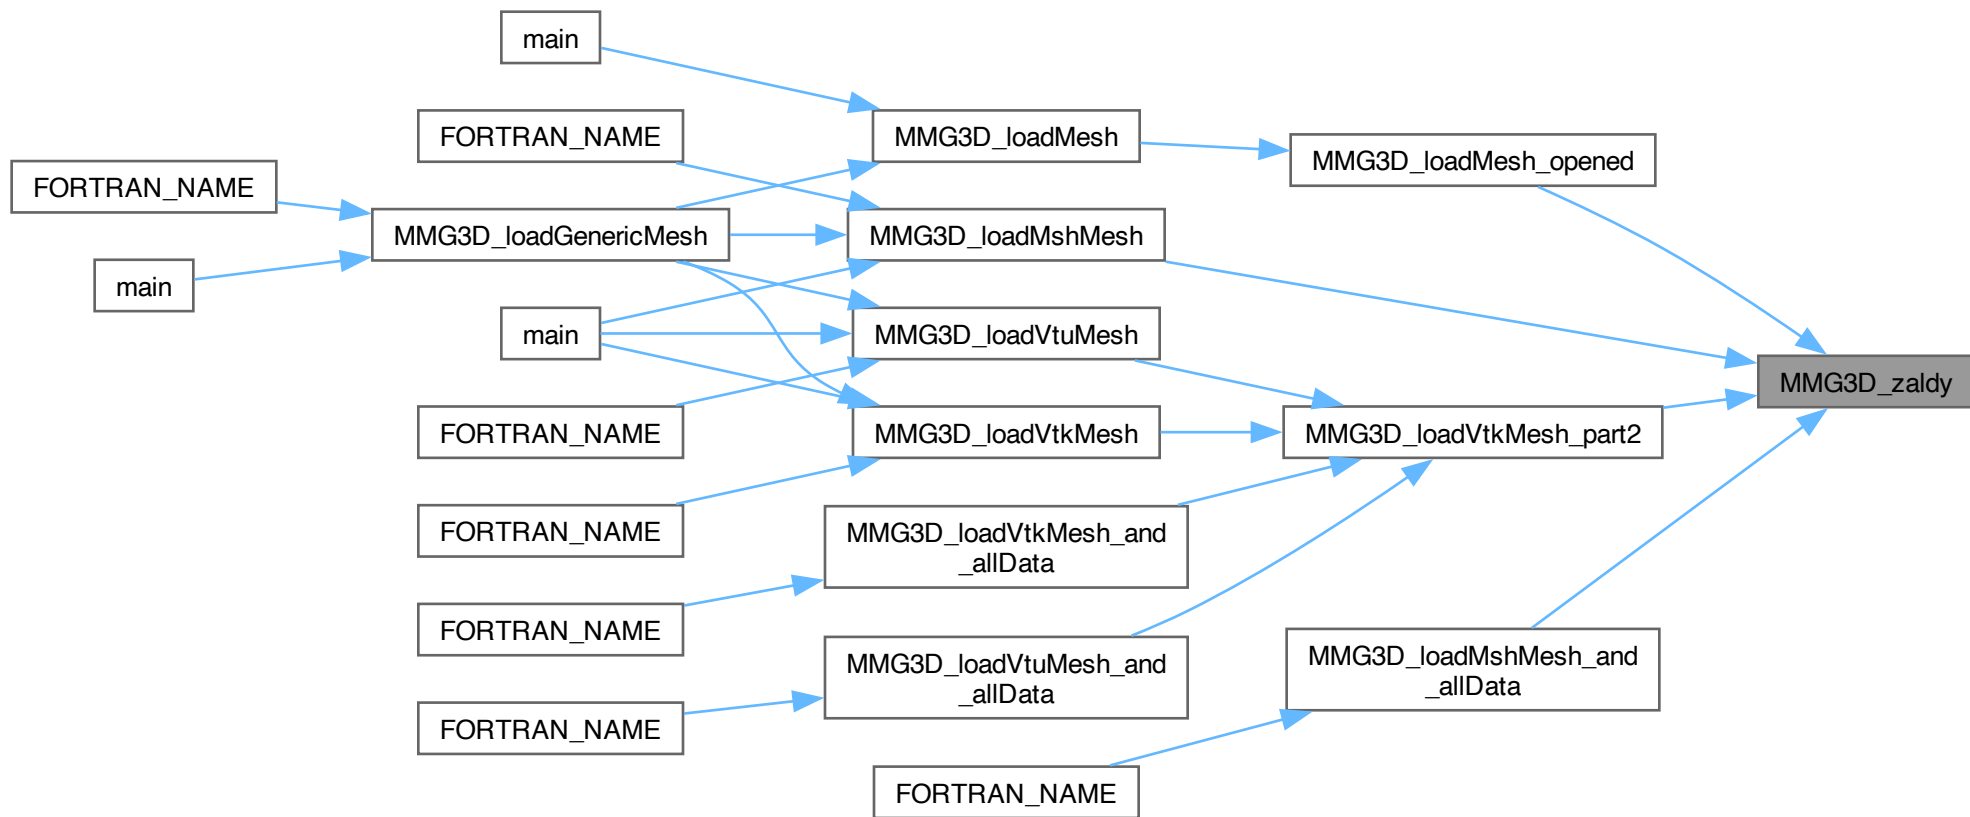 main
FORTRAN_NAME
MMG3D_loadMesh
MMG3D_loadMesh_opened
FORTRAN_NAME
MMG3D_loadGenericMesh
MMG3D_loadMshMesh
main
main
MMG3D_loadVtuMesh
MMG3D_zaldy
FORTRAN_NAME
MMG3D_loadVtkMesh
MMG3D_loadVtkMesh_part2
FORTRAN_NAME
MMG3D_loadVtkMesh_and
_allData
FORTRAN_NAME
MMG3D_loadVtuMesh_and
_allData
MMG3D_loadMshMesh_and
_allData
FORTRAN_NAME
FORTRAN_NAME